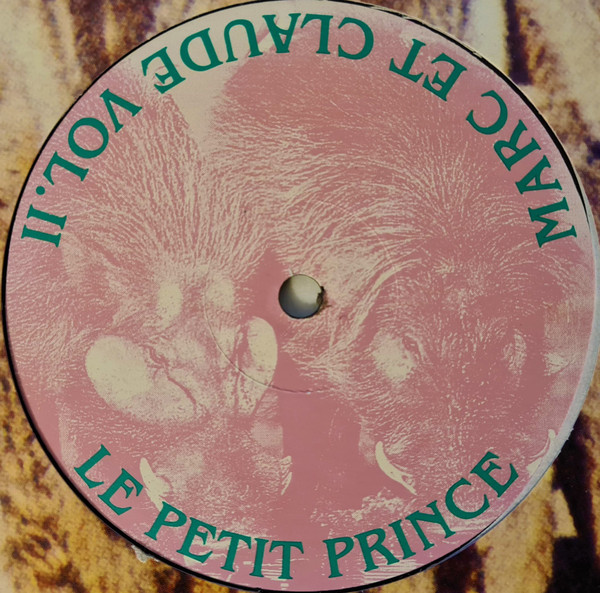 MARC ET CLAUDE VOL. II
LE PETIT PRINCE